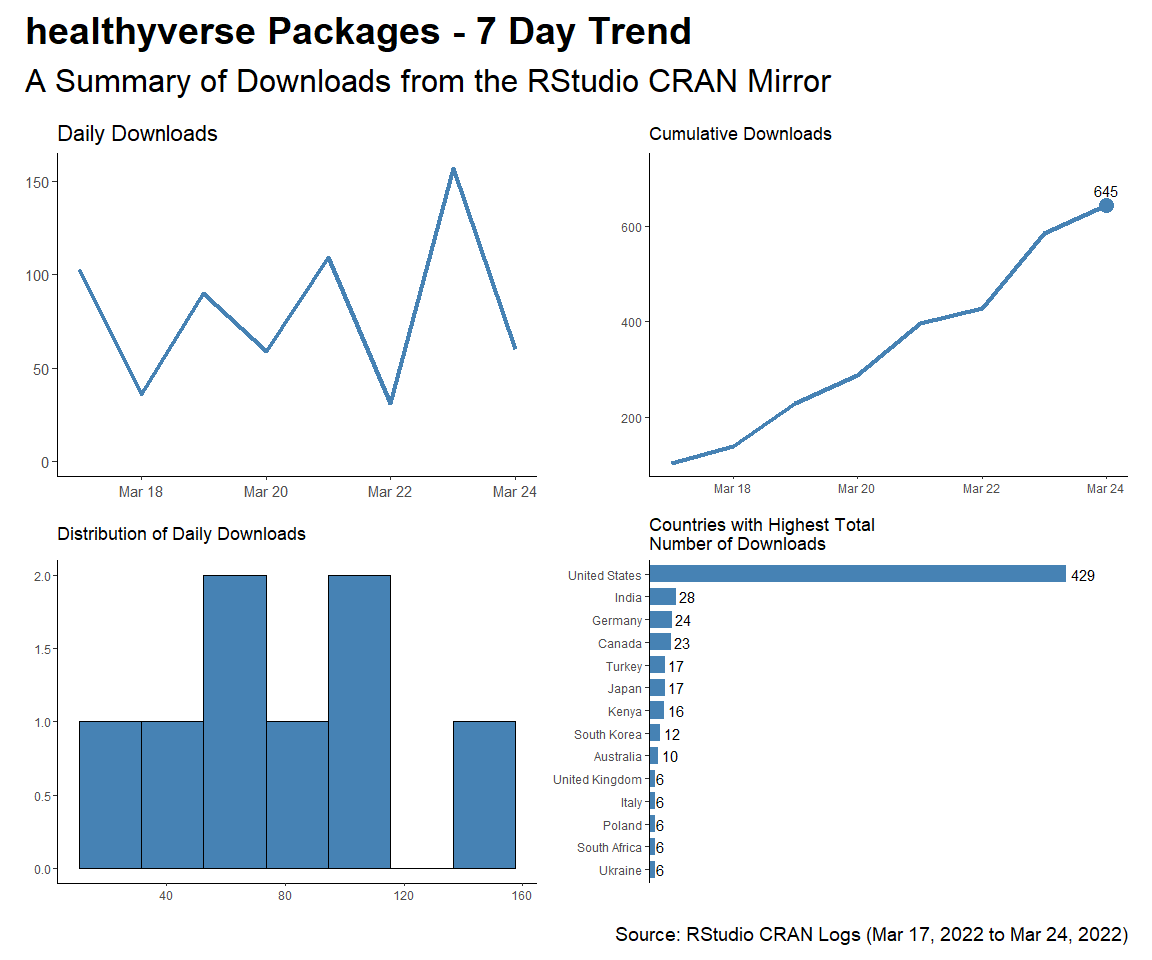 healthyverse Packages - 7 Day Trend
A Summary of Downloads from the RStudio CRAN Mirror
Daily Downloads
150
100
50
0
Mar 18 Mar 20 Mar 22 Mar 24
Cumulative Downloads
645
600
400
200
Mar 18 Mar 20 Mar 22 Mar 24
Distribution of Daily Downloads
2.0
1.5
1.0
0.5
0.0
40 80 120 160
Countries with Highest Total
Number of Downloads
United States 429
India 28
Germany 24
Canada 23
Turkey 17
Japan 17
Kenya 16
South Korea 12
Australia 10
United Kingdom 6
Italy 6
Poland 6
South Africa 6
Ukraine 6
Source: RStudio CRAN Logs (Mar 17, 2022 to Mar 24, 2022)